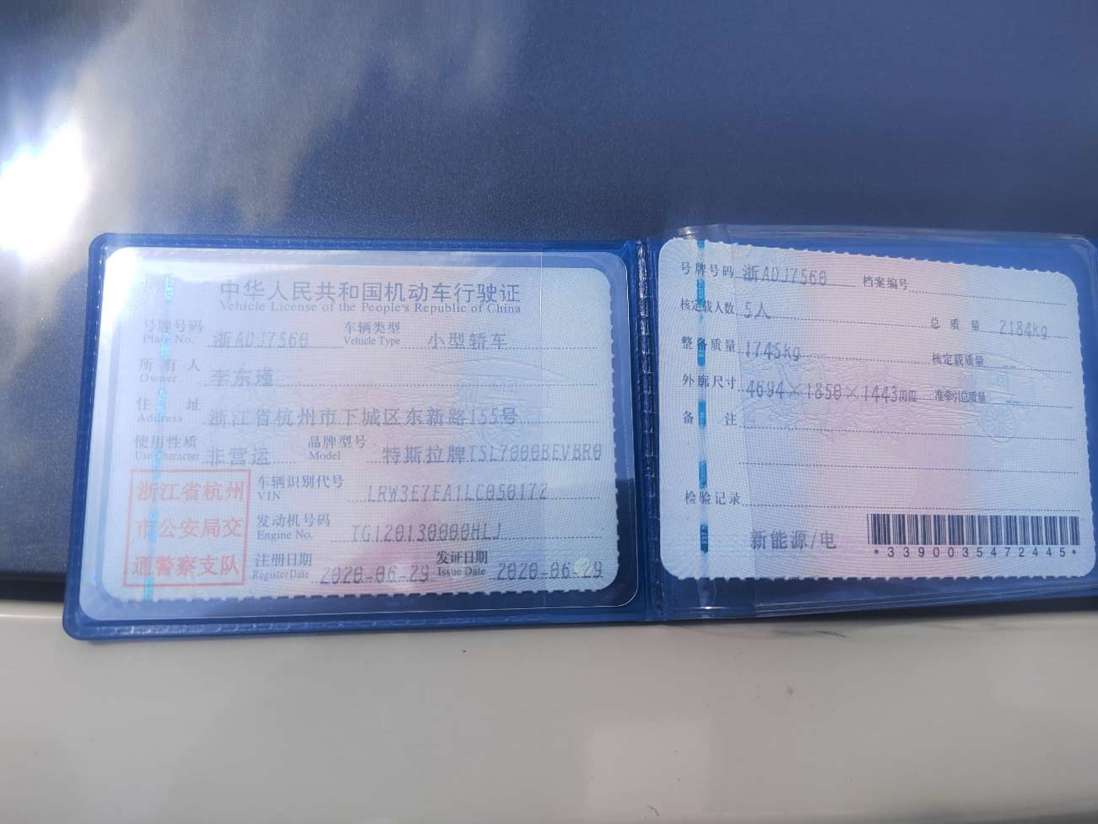 中华人民共和国机动车行驶证
Vehicle License of the People's Republic of China
号牌号码 浙ADJ7560 车辆类型 小型轿车
Plate No. Vehicle Type
所有人 李东瑾
Owner
住址 浙江省杭州市下城区东新路155号
Address
使用性质 非营运 品牌型号 特斯拉牌TSL7000BEVBR0
Use Character Model
浙江省杭州
市公安局交
通警察支队
车辆识别代号 LRW3E7EA1LC050172
VIN
发动机号码 TG120130000HLJ
Engine No.
注册日期 2020-06-29 发证日期 2020-06-29
Register Date Issue Date
号牌号码 浙ADJ7560 档案编号
核定载人数 5人 总质量 2184kg
整备质量 1745kg 核定载质量
外廓尺寸 4694×1850×1443mm 准牵引总质量
备注
检验记录
新能源/电
*3390035472445*